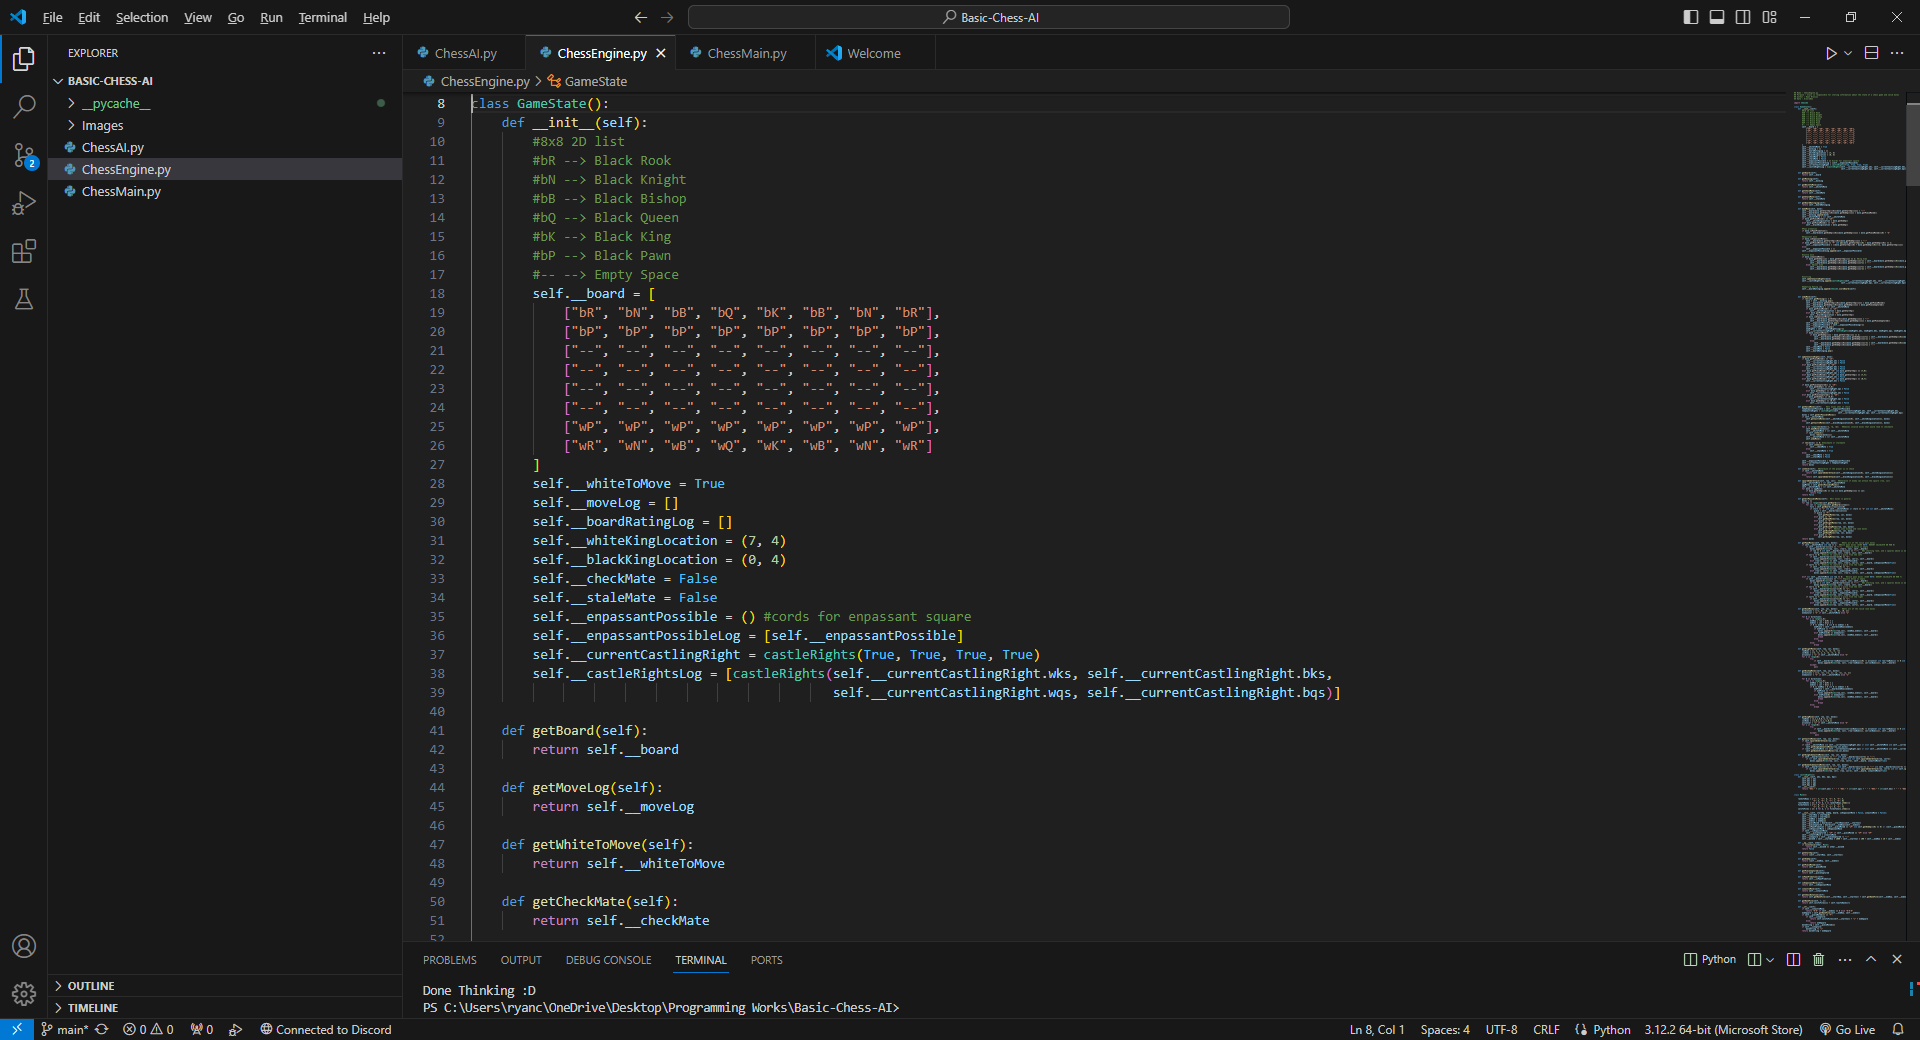 File Edit Selection View Go Run Terminal Help
Basic-Chess-AI
EXPLORER
BASIC-CHESS-AI
__pycache__
Images
ChessAI.py
ChessEngine.py
ChessMain.py
OUTLINE
TIMELINE
2
ChessAI.py ChessEngine.py ChessMain.py Welcome
ChessEngine.py > GameState
8 class GameState():
9 def __init__(self):
10 #8x8 2D list
11 #bR --> Black Rook
12 #bN --> Black Knight
13 #bB --> Black Bishop
14 #bQ --> Black Queen
15 #bK --> Black King
16 #bP --> Black Pawn
17 #-- --> Empty Space
18 self.__board = [
19 ["bR", "bN", "bB", "bQ", "bK", "bB", "bN", "bR"],
20 ["bP", "bP", "bP", "bP", "bP", "bP", "bP", "bP"],
21 ["--", "--", "--", "--", "--", "--", "--", "--"],
22 ["--", "--", "--", "--", "--", "--", "--", "--"],
23 ["--", "--", "--", "--", "--", "--", "--", "--"],
24 ["--", "--", "--", "--", "--", "--", "--", "--"],
25 ["wP", "wP", "wP", "wP", "wP", "wP", "wP", "wP"],
26 ["wR", "wN", "wB", "wQ", "wK", "wB", "wN", "wR"]
27 ]
28 self.__whiteToMove = True
29 self.__moveLog = []
30 self.__boardRatingLog = []
31 self.__whiteKingLocation = (7, 4)
32 self.__blackKingLocation = (0, 4)
33 self.__checkMate = False
34 self.__staleMate = False
35 self.__enpassantPossible = () #cords for enpassant square
36 self.__enpassantPossibleLog = [self.__enpassantPossible]
37 self.__currentCastlingRight = castleRights(True, True, True, True)
38 self.__castleRightsLog = [castleRights(self.__currentCastlingRight.wks, self.__currentCastlingRight.bks,
39 self.__currentCastlingRight.wqs, self.__currentCastlingRight.bqs)]
40
41 def getBoard(self):
42 return self.__board
43
44 def getMoveLog(self):
45 return self.__moveLog
46
47 def getWhiteToMove(self):
48 return self.__whiteToMove
49
50 def getCheckMate(self):
51 return self.__checkMate
52
PROBLEMS OUTPUT DEBUG CONSOLE TERMINAL PORTS
Python
Done Thinking :D
PS C:\Users\ryanc\OneDrive\Desktop\Programming Works\Basic-Chess-AI>
main* 0 0 0 Connected to Discord
Ln 8, Col 1 Spaces: 4 UTF-8 CRLF Python 3.12.2 64-bit (Microsoft Store) Go Live